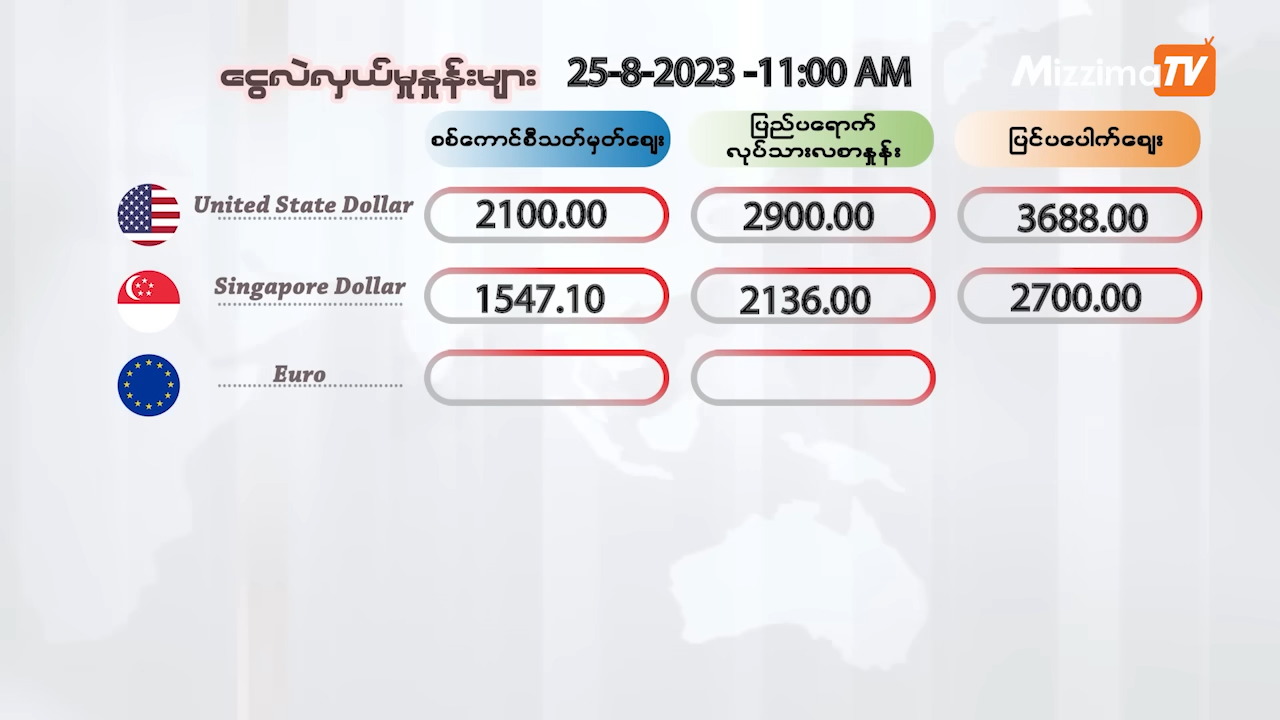 ငွေလဲလှယ်မှုနှုန်းများ 25-8-2023 -11:00 AM
MizzimaTV
စစ်ကောင်စီသတ်မှတ်ဈေး
ပြည်ပရောက်
လုပ်သားလစာနှုန်း
ပြင်ပပေါက်ဈေး
United State Dollar 2100.00 2900.00 3688.00
Singapore Dollar 1547.10 2136.00 2700.00
Euro